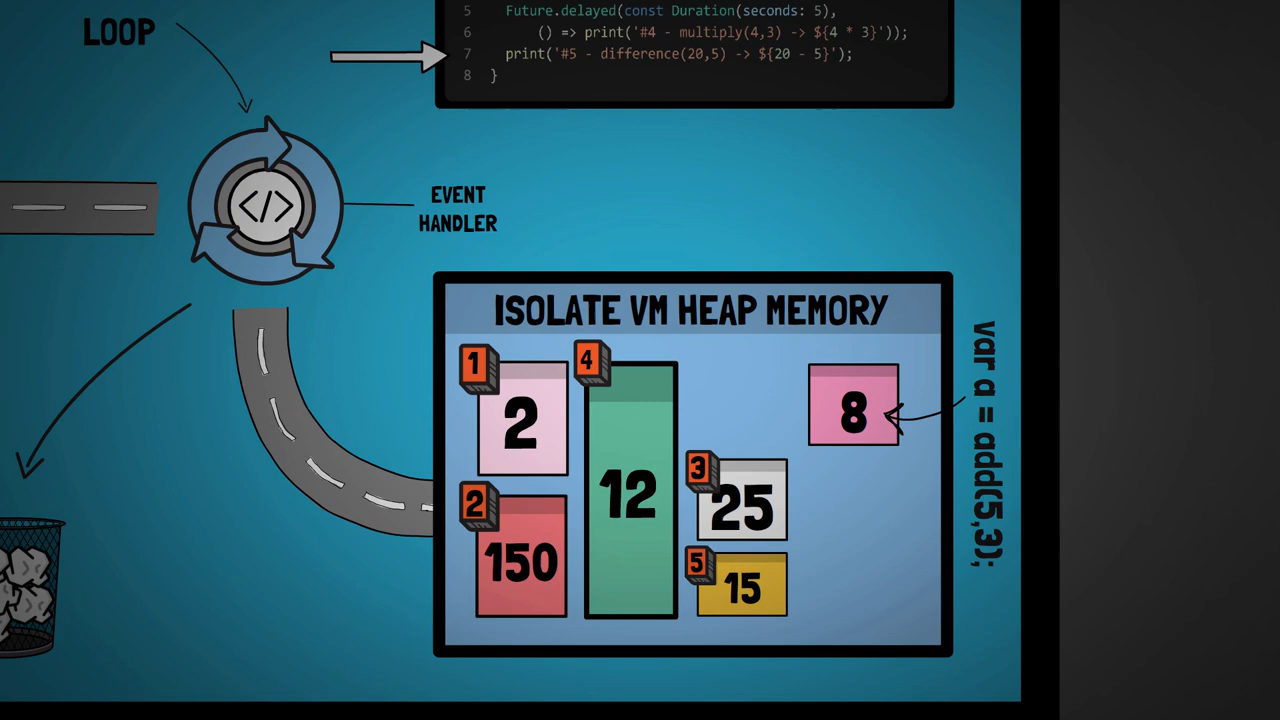 LOOP
5 Future.delayed(const Duration(seconds: 5),
6 () => print('#4 - multiply(4,3) -> ${4 * 3}'));
7 print('#5 - difference(20,5) -> ${20 - 5}');
8 }
</>
EVENT
HANDLER
ISOLATE VM HEAP MEMORY
1
2
4
12
8
2
150
3
25
5
15
var a = add(5,3);